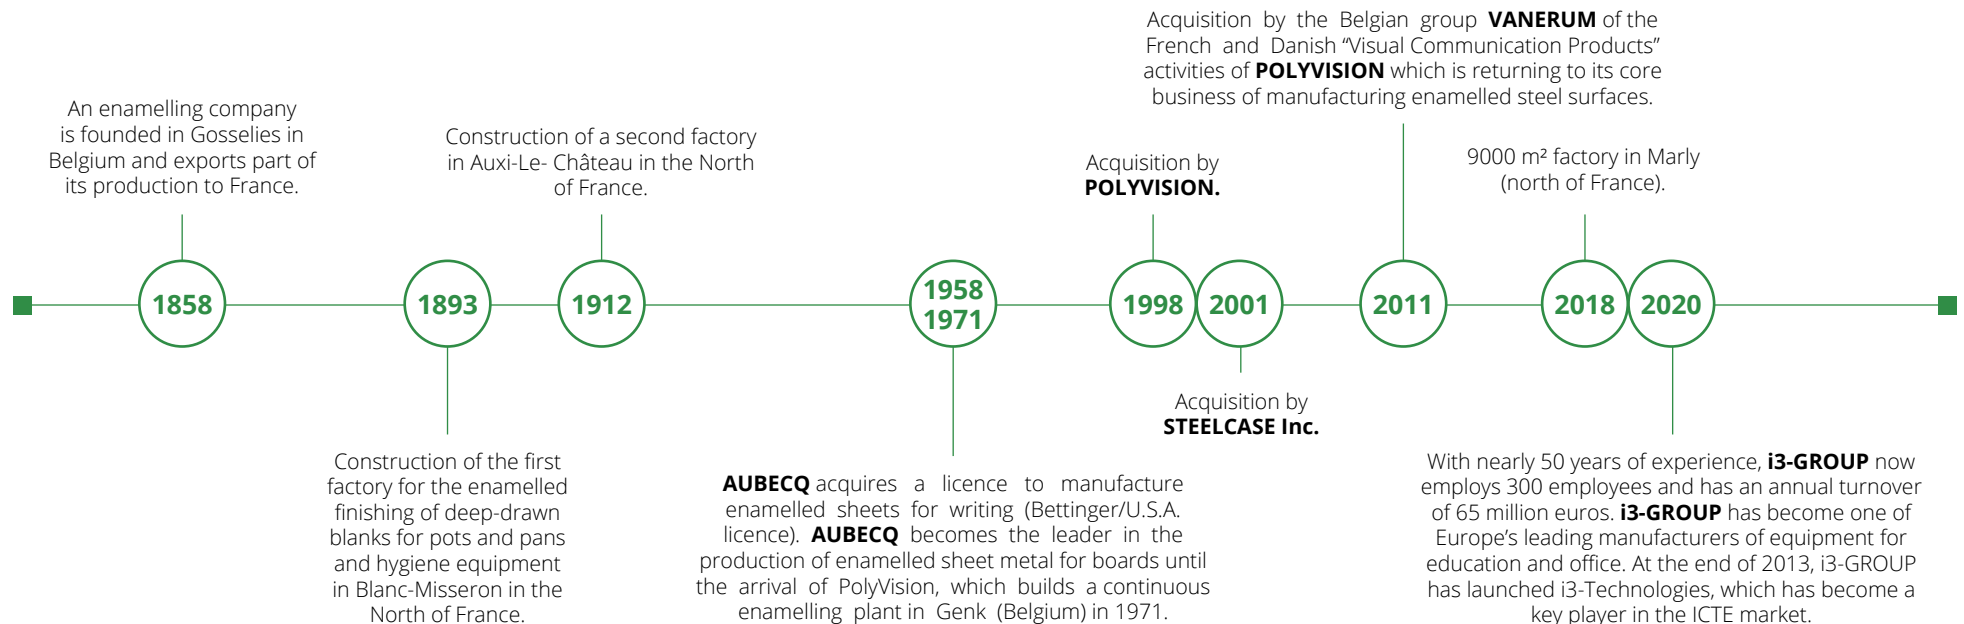 An enamelling company
is founded in Gosselies in
Belgium and exports part of
its production to France.
1858
1893
Construction of the first
factory for the enamelled
finishing of deep-drawn
blanks for pots and pans
and hygiene equipment
in Blanc-Misseron in the
North of France.
Construction of a second factory
in Auxi-Le- Château in the North
of France.
1912
1958
1971
AUBECQ acquires a licence to manufacture
enamelled sheets for writing (Bettinger/U.S.A.
licence). AUBECQ becomes the leader in the
production of enamelled sheet metal for boards until
the arrival of PolyVision, which builds a continuous
enamelling plant in Genk (Belgium) in 1971.
Acquisition by
POLYVISION.
1998
2001
Acquisition by
STEELCASE Inc.
Acquisition by the Belgian group VANERUM of the
French and Danish “Visual Communication Products”
activities of POLYVISION which is returning to its core
business of manufacturing enamelled steel surfaces.
2011
9000 m² factory in Marly
(north of France).
2018
2020
With nearly 50 years of experience, i3-GROUP now
employs 300 employees and has an annual turnover
of 65 million euros. i3-GROUP has become one of
Europe’s leading manufacturers of equipment for
education and office. At the end of 2013, i3-GROUP
has launched i3-Technologies, which has become a
key player in the ICTE market.